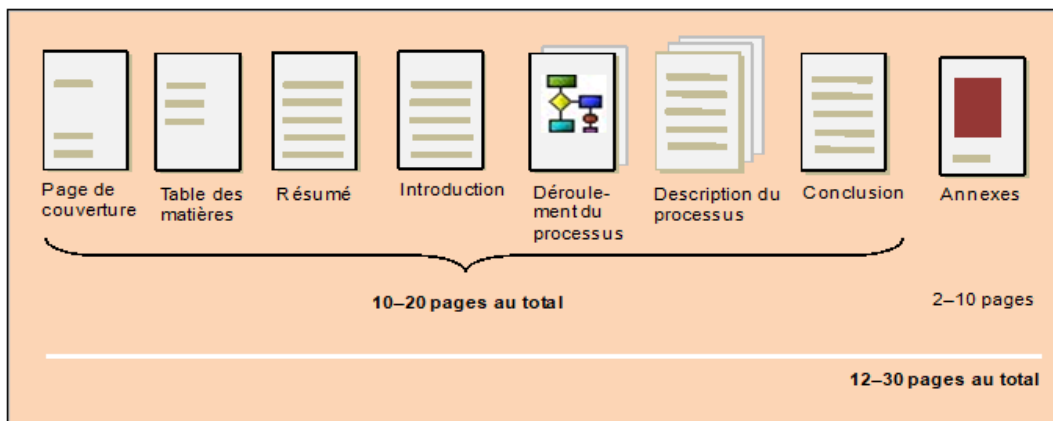 Page de
couverture
Table des
matières
Résumé
Introduction
Déroule-
ment du
processus
Description du
processus
Conclusion
Annexes
10–20 pages au total
2–10 pages
12–30 pages au total